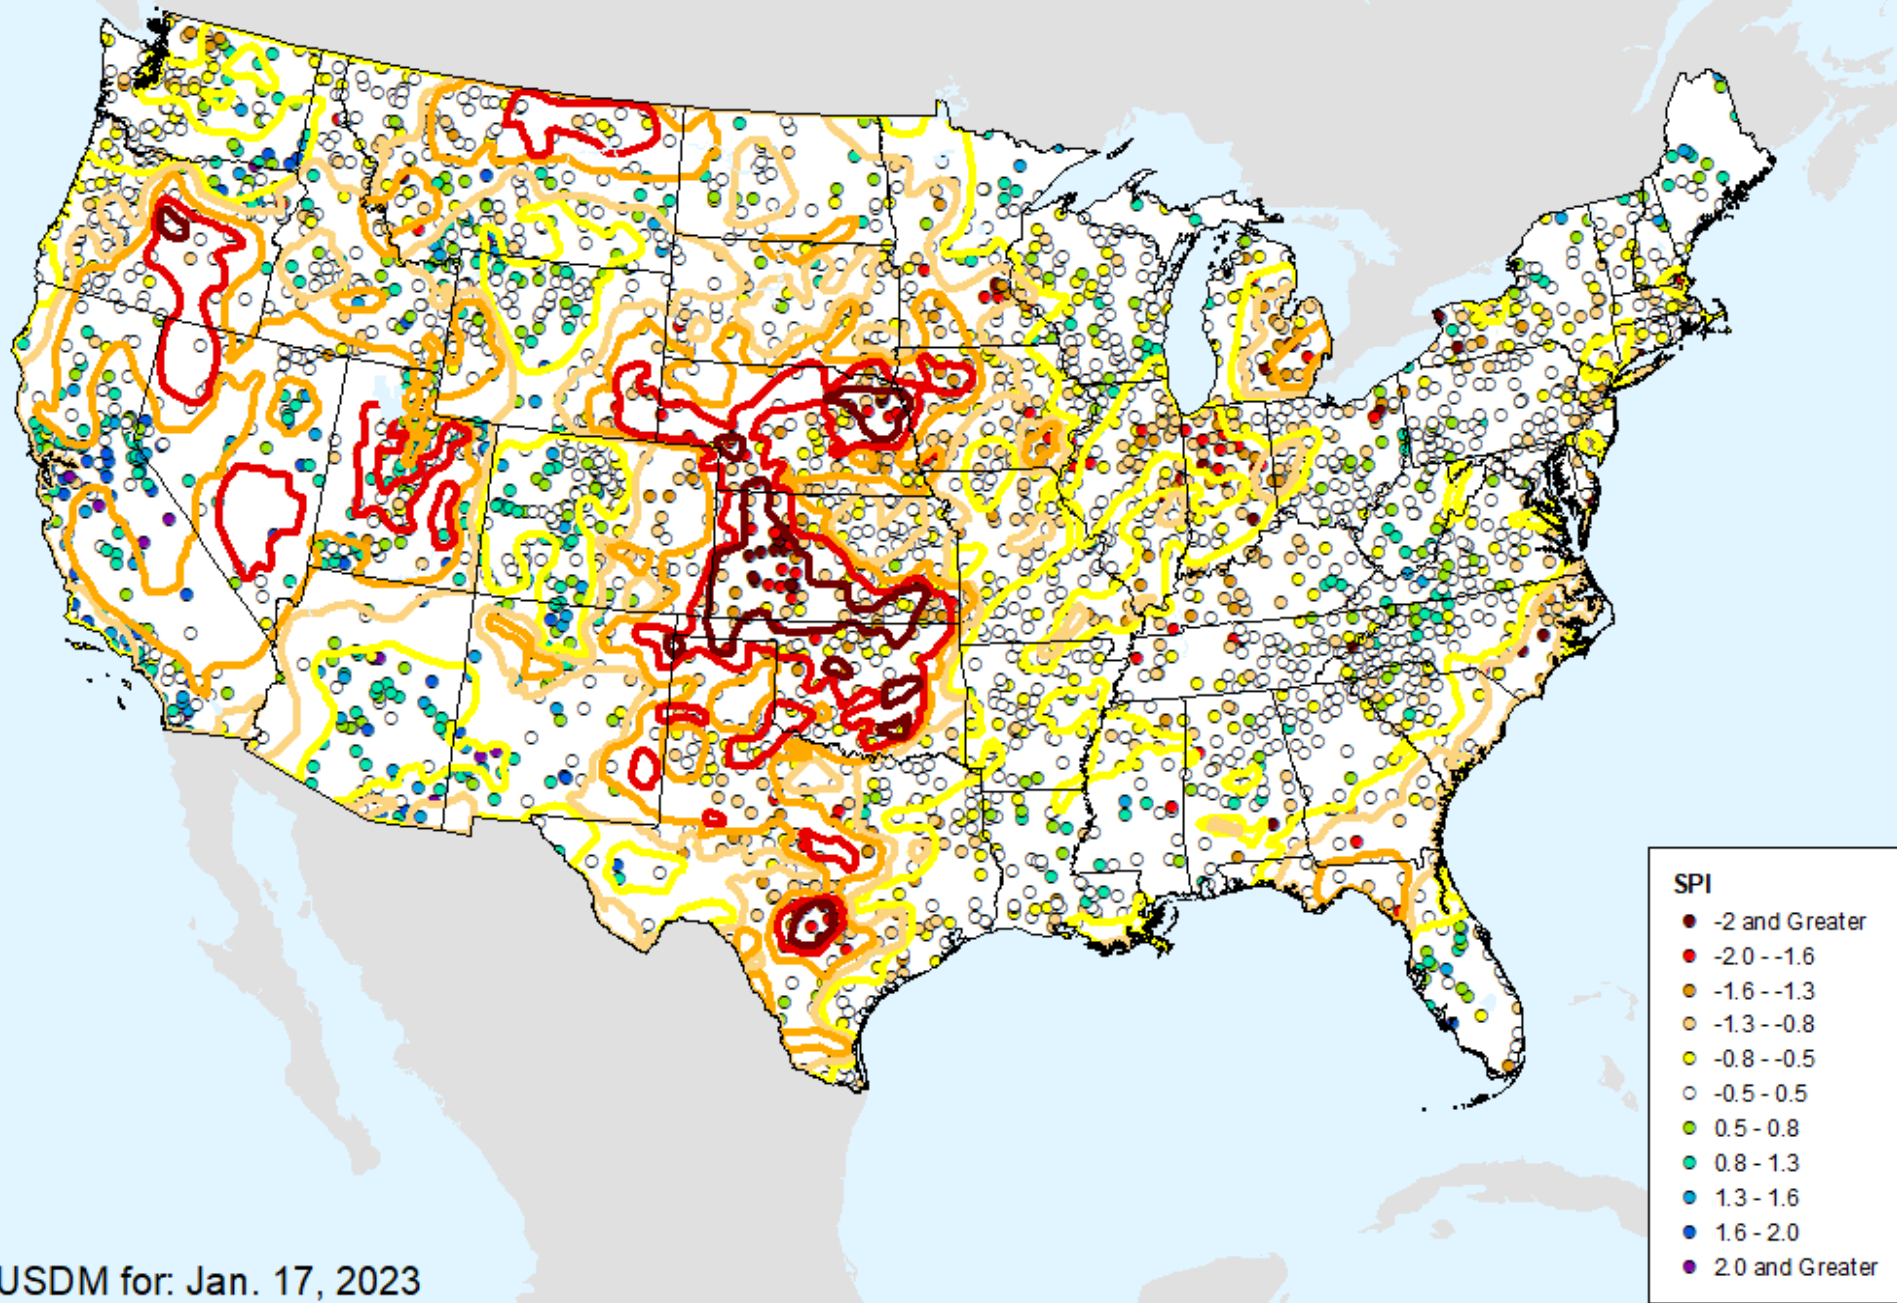 SPI
-2 and Greater
-2.0 - -1.6
-1.6 - -1.3
-1.3 - -0.8
-0.8 - -0.5
-0.5 - 0.5
0.5 - 0.8
0.8 - 1.3
1.3 - 1.6
1.6 - 2.0
2.0 and Greater
USDM for: Jan. 17, 2023